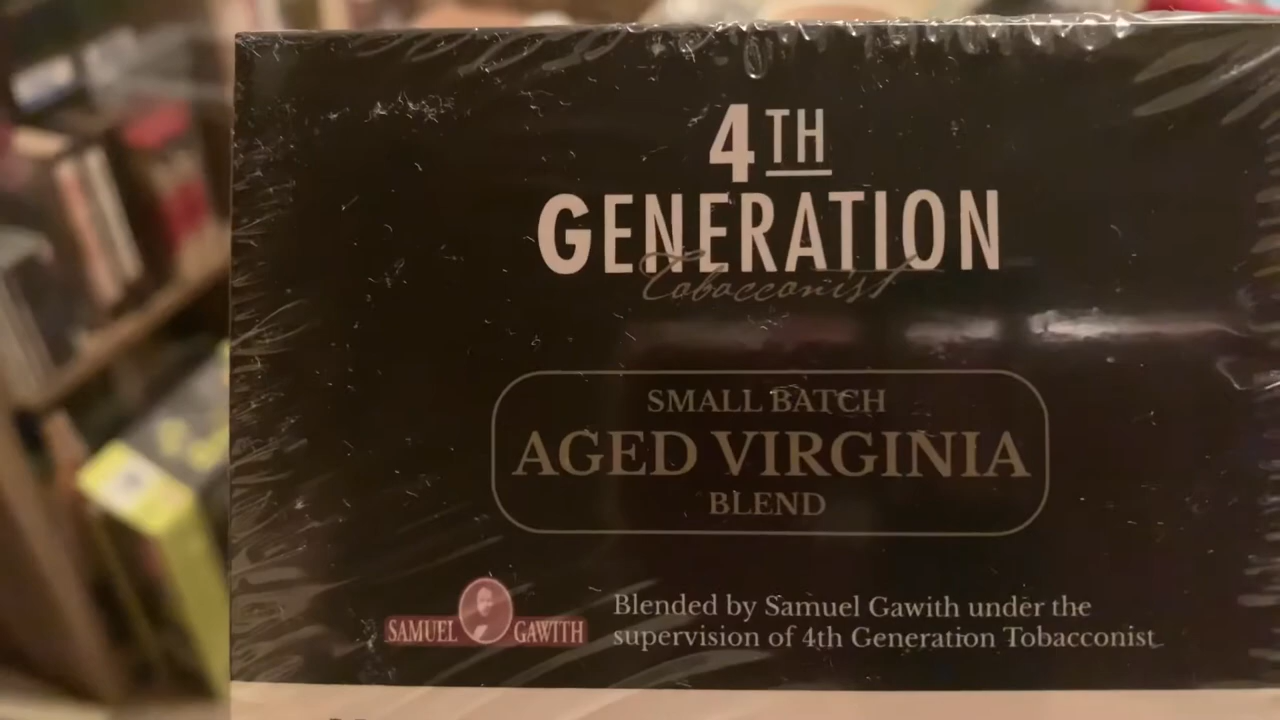 4TH
GENERATION
Tobacconist
SMALL BATCH
AGED VIRGINIA
BLEND
SAMUEL GAWITH
Blended by Samuel Gawith under the
supervision of 4th Generation Tobacconist